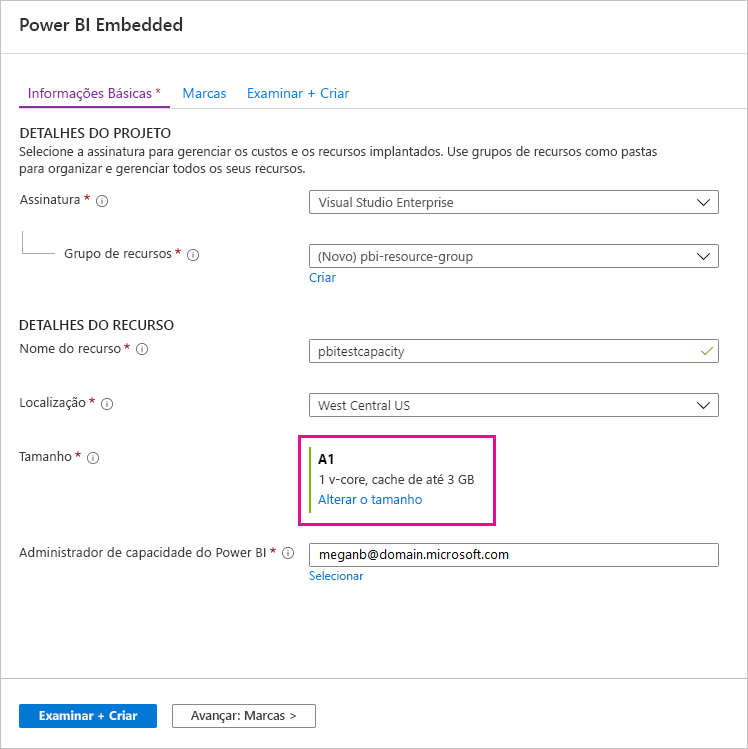 Power BI Embedded
Informações Básicas * Marcas Examinar + Criar
DETALHES DO PROJETO
Selecione a assinatura para gerenciar os custos e os recursos implantados. Use grupos de recursos como pastas
para organizar e gerenciar todos os seus recursos.
Assinatura *
Visual Studio Enterprise
Grupo de recursos *
(Novo) pbi-resource-group
Criar
DETALHES DO RECURSO
Nome do recurso *
pbitestcapacity
Localização *
West Central US
Tamanho *
A1
1 v-core, cache de até 3 GB
Alterar o tamanho
Administrador de capacidade do Power BI *
meganb@domain.microsoft.com
Selecionar
Examinar + Criar
Avançar: Marcas >